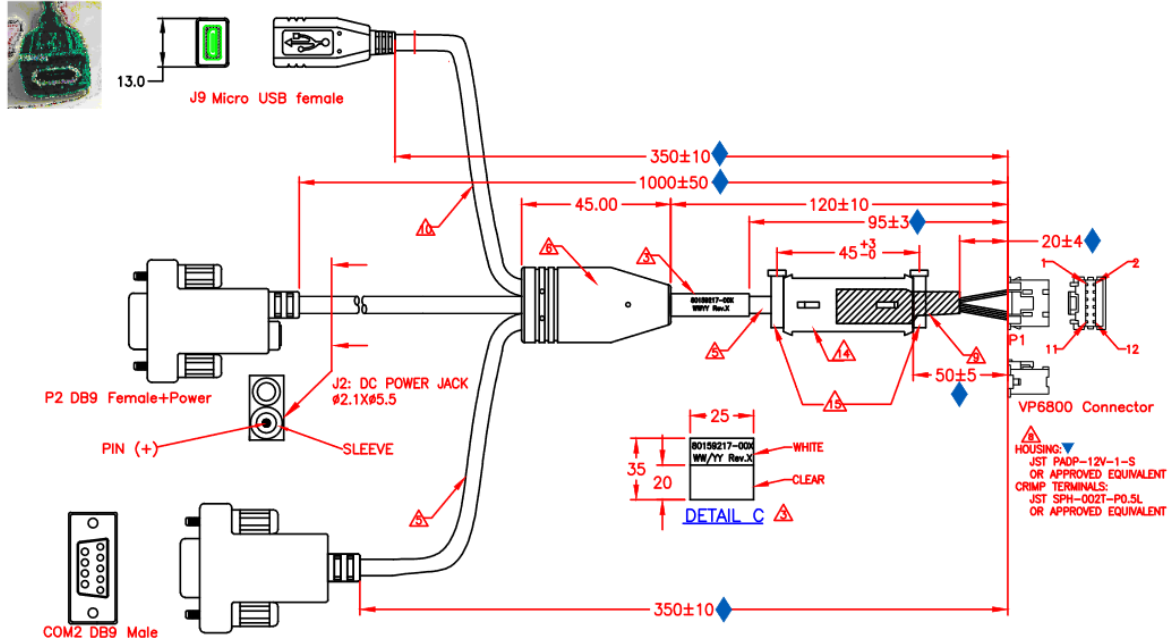 13.0
J9 Micro USB female
350±10
1000±50
45.00
120±10
95±3
45 +3 -0
20±4
10
6
3
80159217-00X
WW/YY Rev.X
1
2
P1
11
12
5
14
9
15
50±5
P2 DB9 Female+Power
J2: DC POWER JACK
ø2.1Xø5.5
PIN (+)
SLEEVE
VP6800 Connector
8
HOUSING:
JST PADP-12V-1-S
OR APPROVED EQUIVALENT
CRIMP TERMINALS:
JST SPH-002T-P0.5L
OR APPROVED EQUIVALENT
25
80159217-00X
WW/YY Rev.X
WHITE
35
20
CLEAR
DETAIL C
3
5
COM2 DB9 Male
350±10